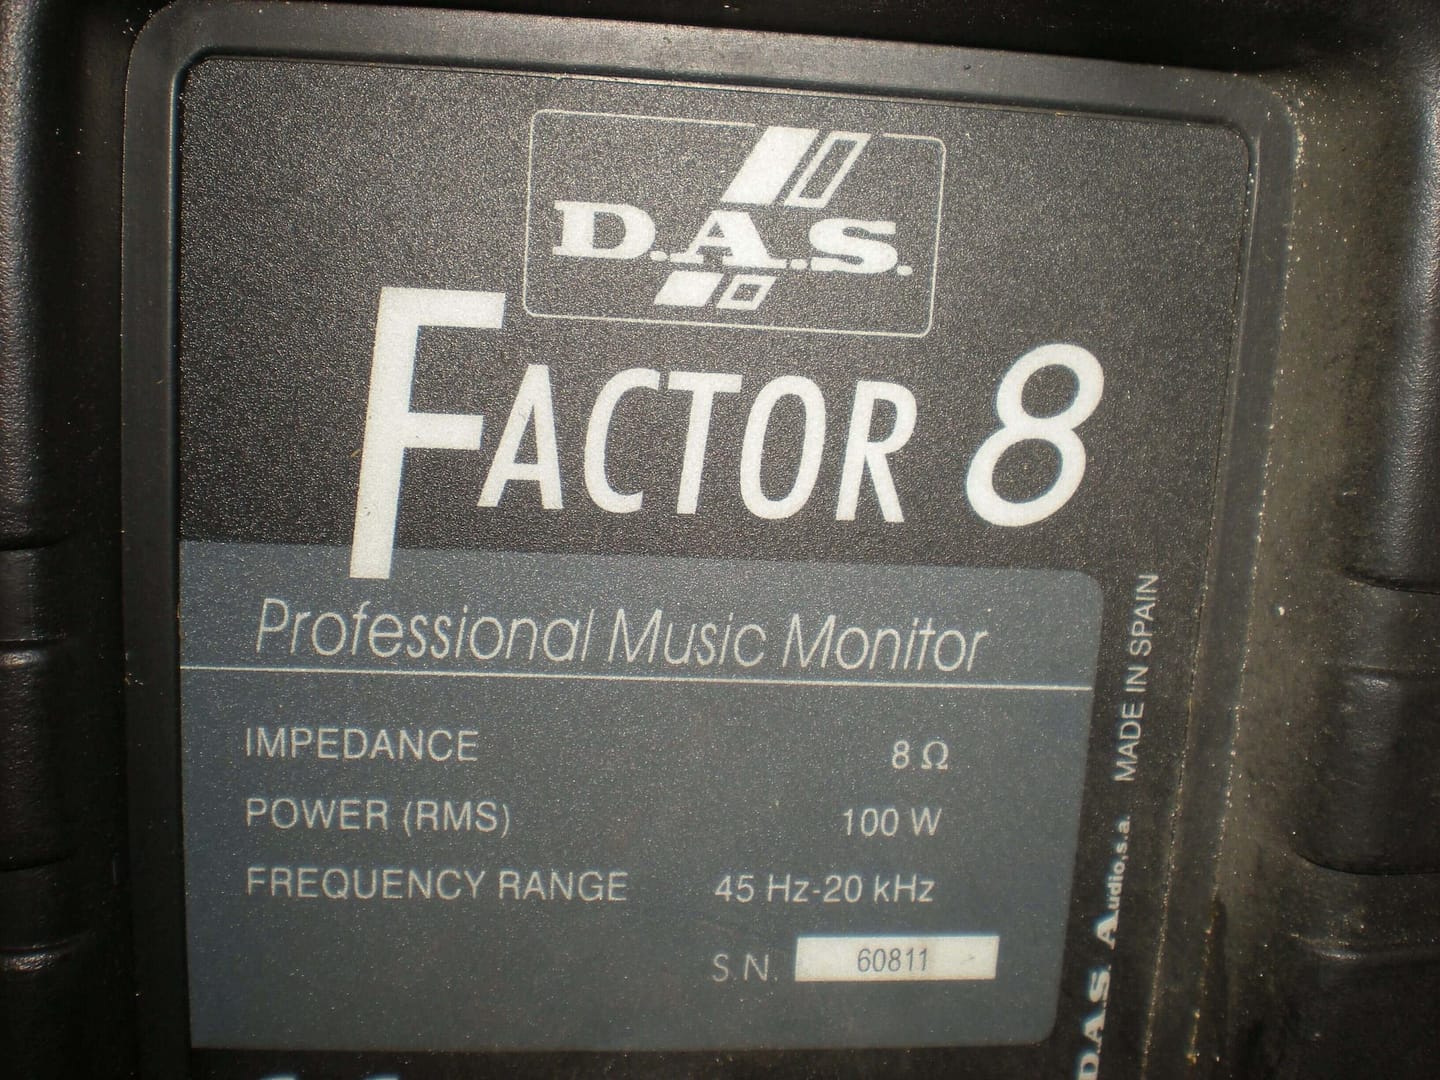 D.A.S.
FACTOR 8
Professional Music Monitor
IMPEDANCE 8 Ω
POWER (RMS) 100 W
FREQUENCY RANGE 45 Hz-20 kHz
S.N. 60811
D.A.S. Audio,s.a. MADE IN SPAIN